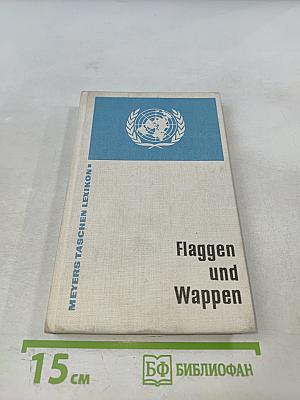 MEYERS TASCHEN LEXIKON
Flaggen
und
Wappen
15 см
БФ БИБЛИОФАН